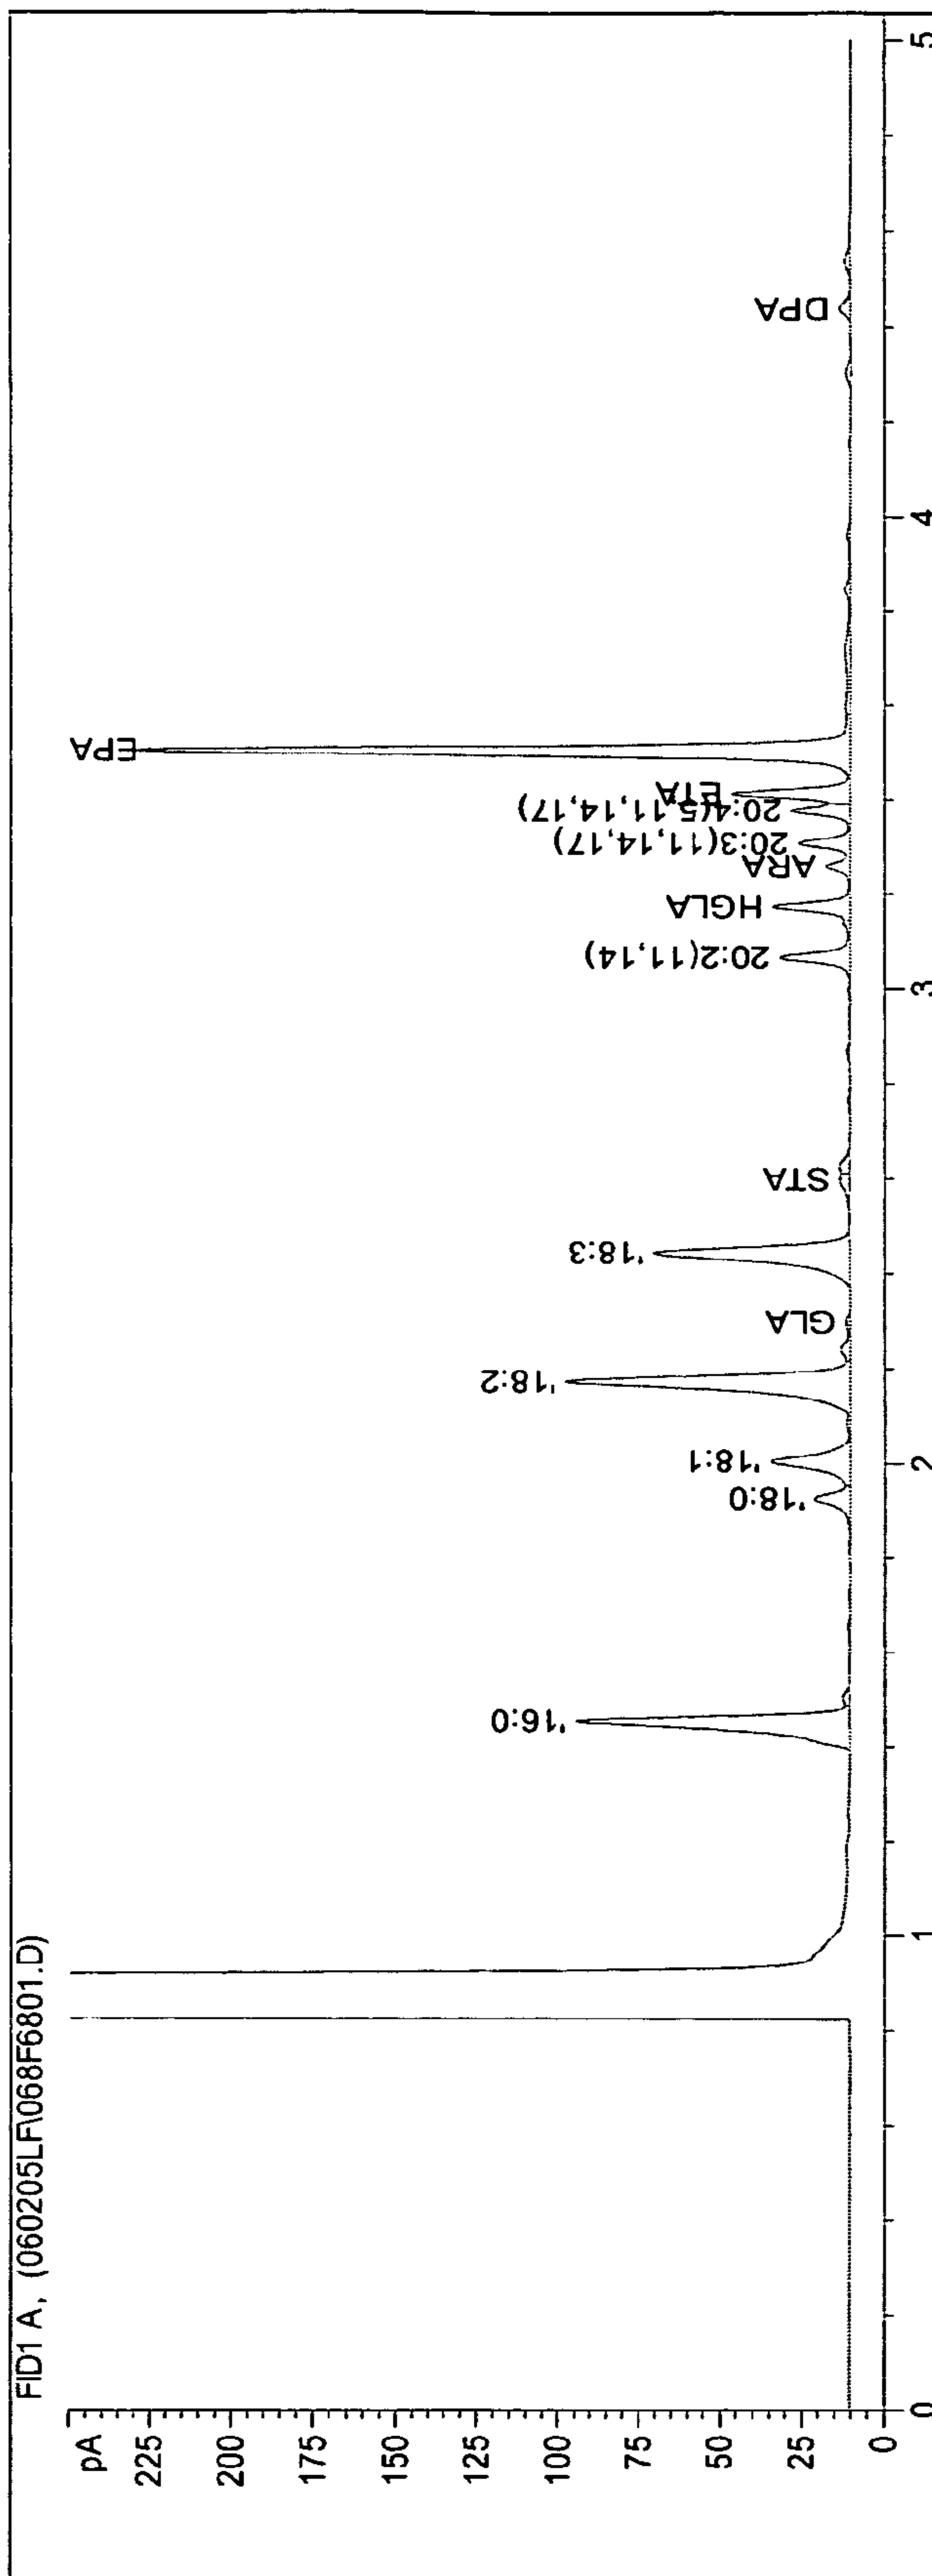 FID1 A, (060205LF\068F6801.D)
pA
225
200
175
150
125
100
75
50
25
0
'16:0
'18:0
'18:1
'18:2
GLA
'18:3
STA
20:2(11,14)
HGLA
ARA
20:3(11,14,17)
20:4(5,11,14,17)
ETA
EPA
DPA
0
1
2
3
4
5